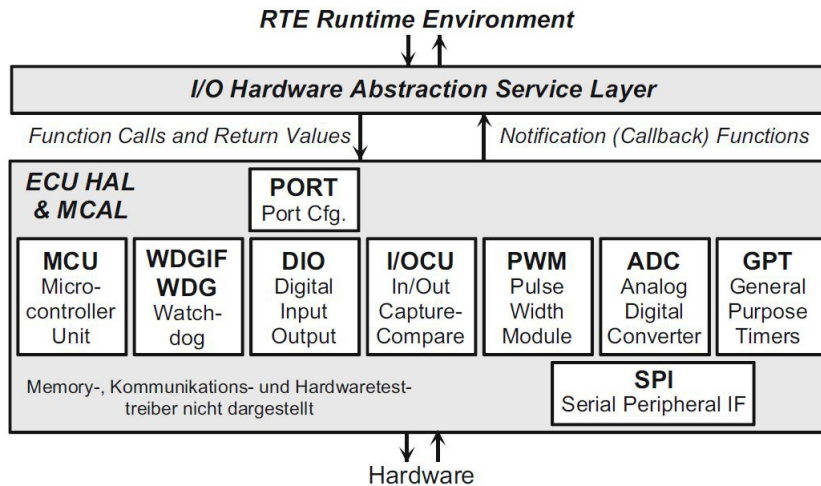 RTE Runtime Environment
I/O Hardware Abstraction Service Layer
Function Calls and Return Values
Notification (Callback) Functions
ECU HAL
& MCAL
PORT
Port Cfg.
MCU
Micro-
controller
Unit
WDGIF
WDG
Watch-
dog
DIO
Digital
Input
Output
I/OCU
In/Out
Capture-
Compare
PWM
Pulse
Width
Module
ADC
Analog
Digital
Converter
GPT
General
Purpose
Timers
Memory-, Kommunikations- und Hardwaretest-
treiber nicht dargestellt
SPI
Serial Peripheral IF
Hardware